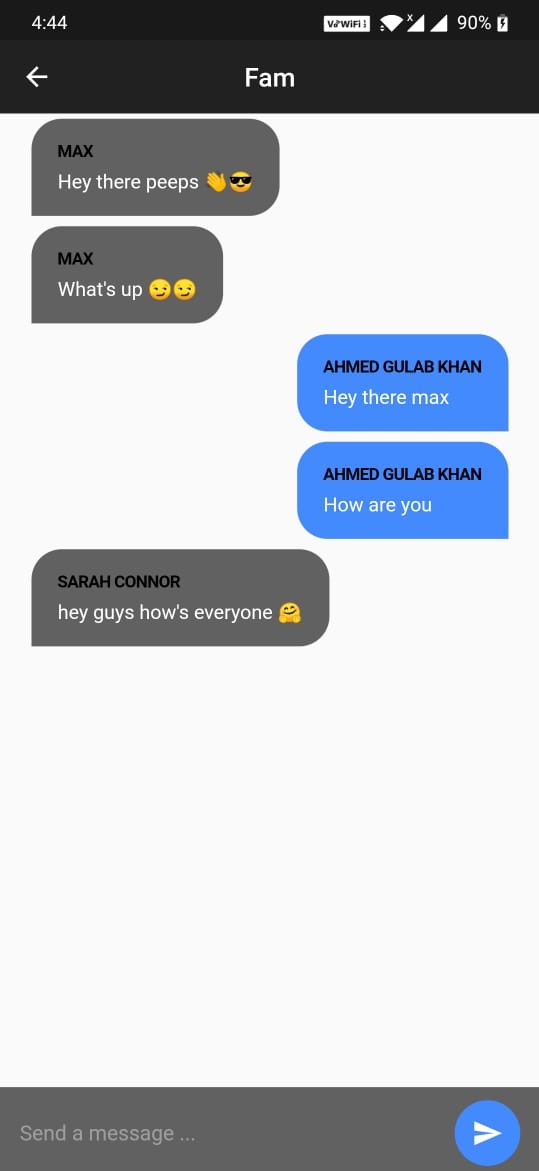 4:44
VoWiFi 90%
Fam
MAX
Hey there peeps 👋😎
MAX
What's up 😏😏
AHMED GULAB KHAN
Hey there max
AHMED GULAB KHAN
How are you
SARAH CONNOR
hey guys how's everyone 🤗
Send a message ...